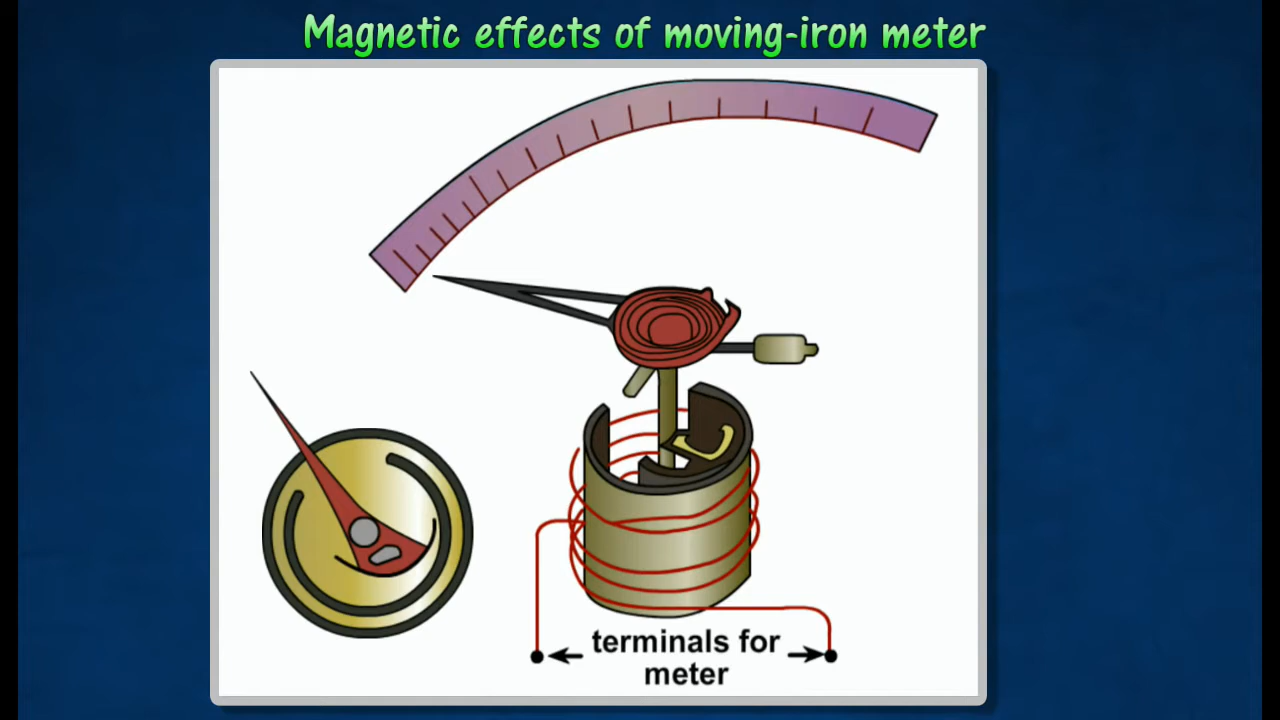 Magnetic effects of moving-iron meter
terminals for
meter